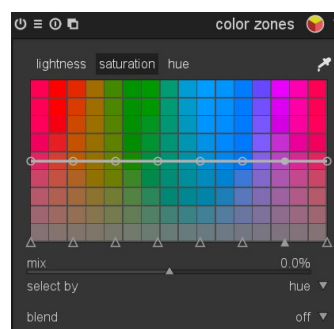 color zones
lightness saturation hue
mix 0.0%
select by hue
blend off